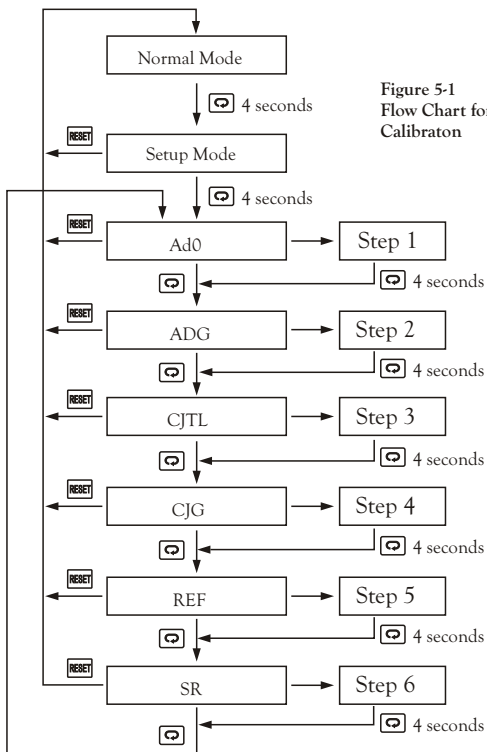 Normal Mode
4 seconds
Figure 5-1
Flow Chart fo
Calibraton
RESET
Setup Mode
4 seconds
RESET
Ad0
Step 1
4 seconds
RESET
ADG
Step 2
4 seconds
RESET
CJTL
Step 3
4 seconds
RESET
CJG
Step 4
4 seconds
RESET
REF
Step 5
4 seconds
RESET
SR
Step 6
4 seconds